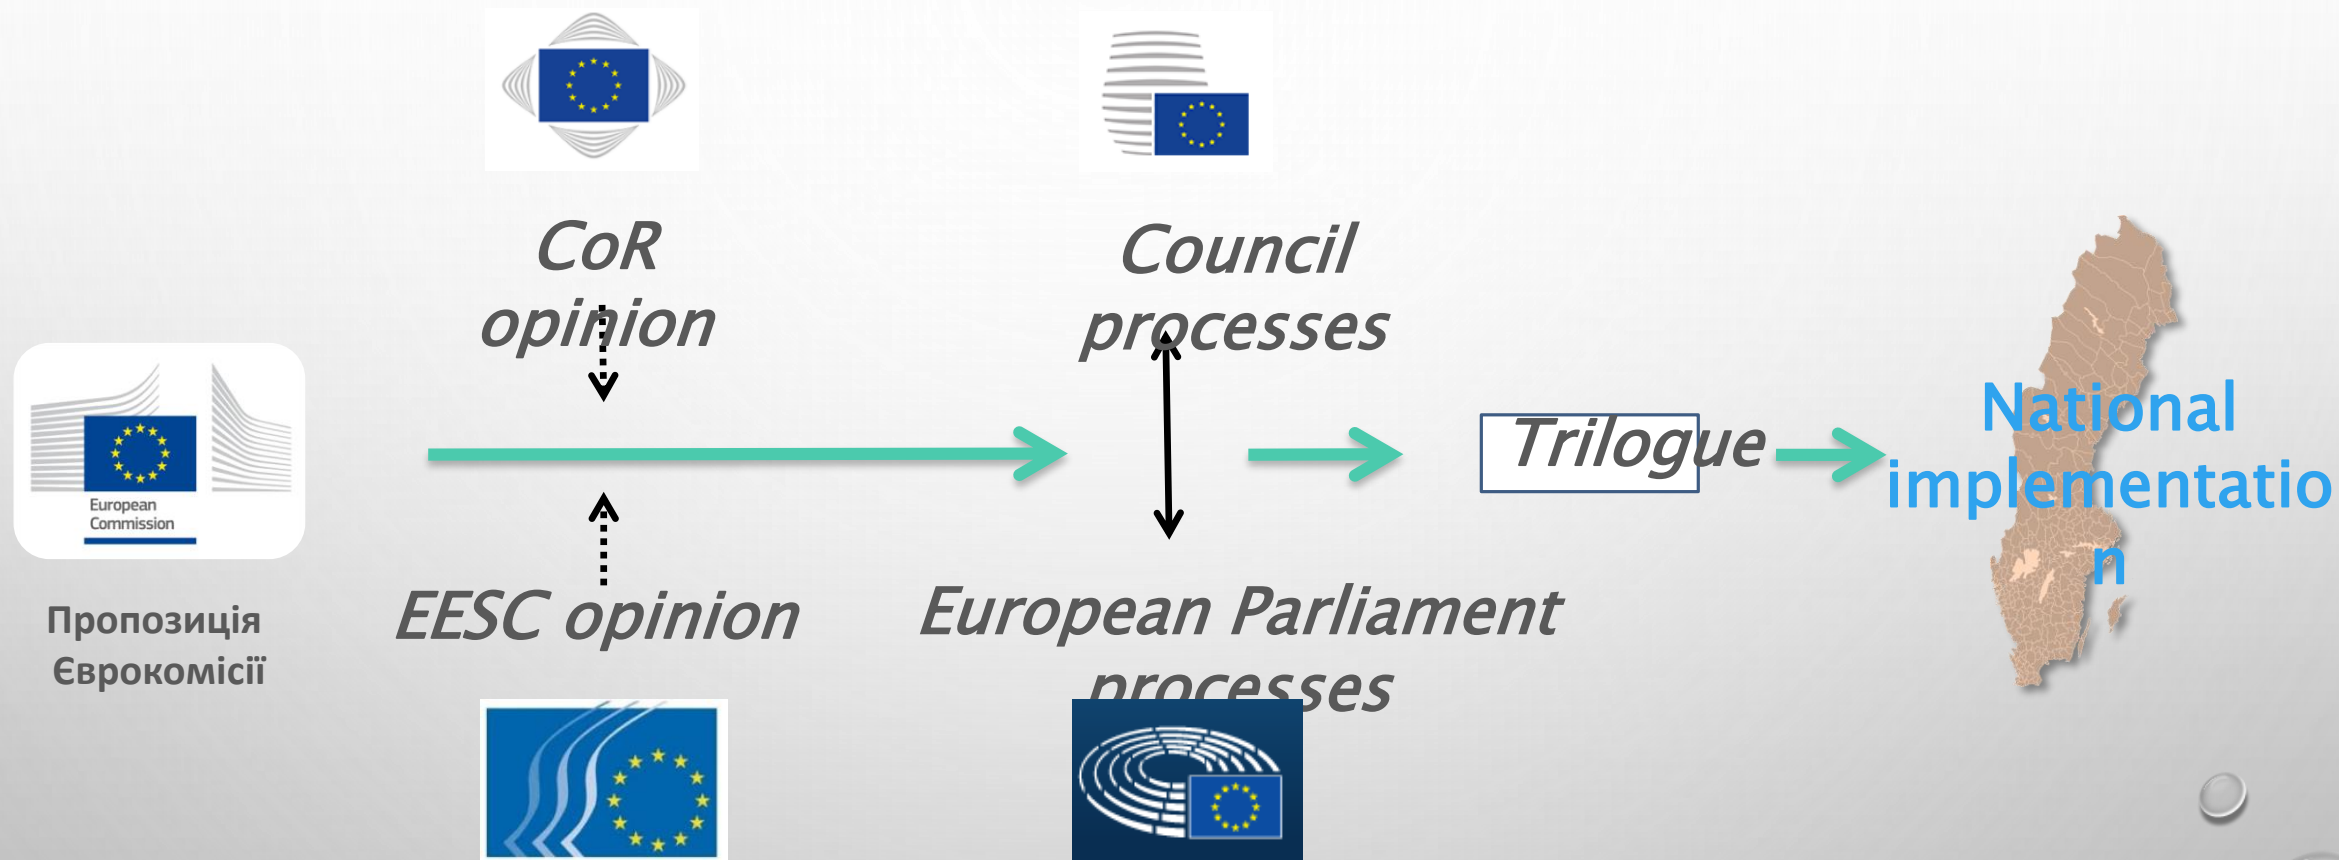 CoR
opinion
Council
processes
European
Commission
Пропозиція
Єврокомісії
EESC opinion
European Parliament
processes
Trilogue
National
implementatio
n